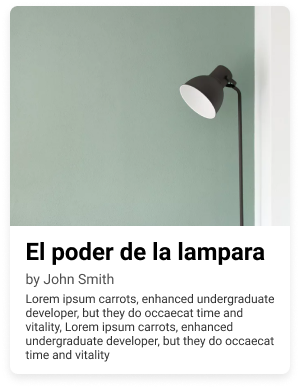 El poder de la lampara
by John Smith
Lorem ipsum carrots, enhanced undergraduate
developer, but they do occaecat time and
vitality, Lorem ipsum carrots, enhanced
undergraduate developer, but they do occaecat
time and vitality